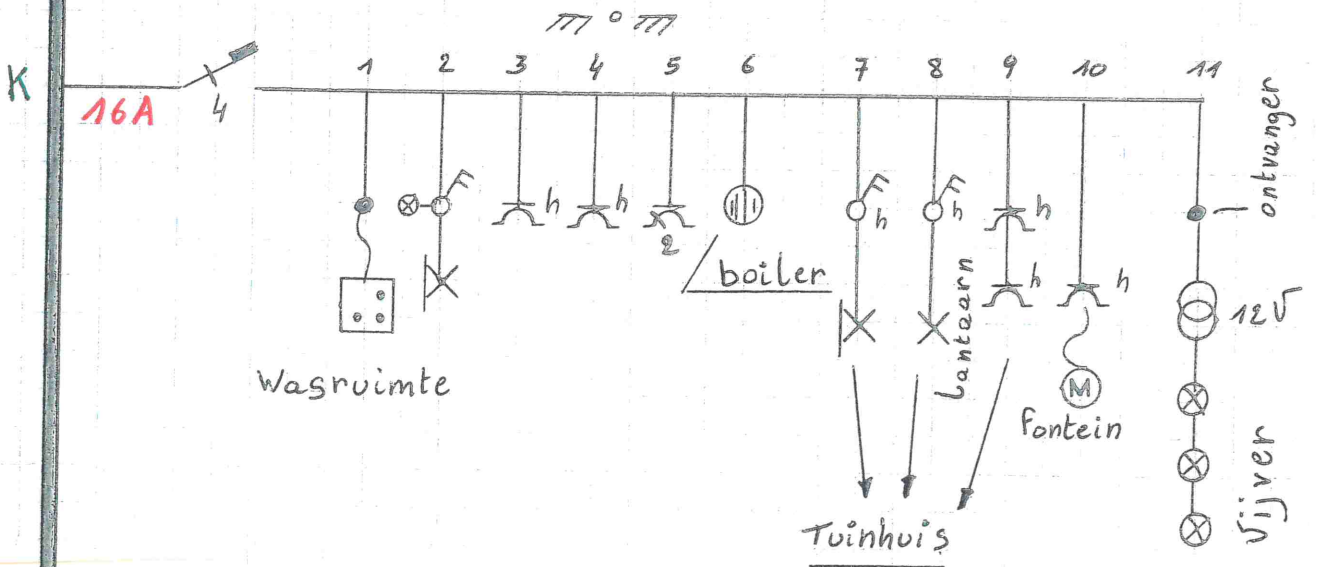 K
16A
4
1 2 3 4 5 6 7 8 9 10 11
ontvanger
h h 2 h h h h h
boiler
Lantaarn
12V
Wasruimte
M
fontein
Vijver
Tuinhuis